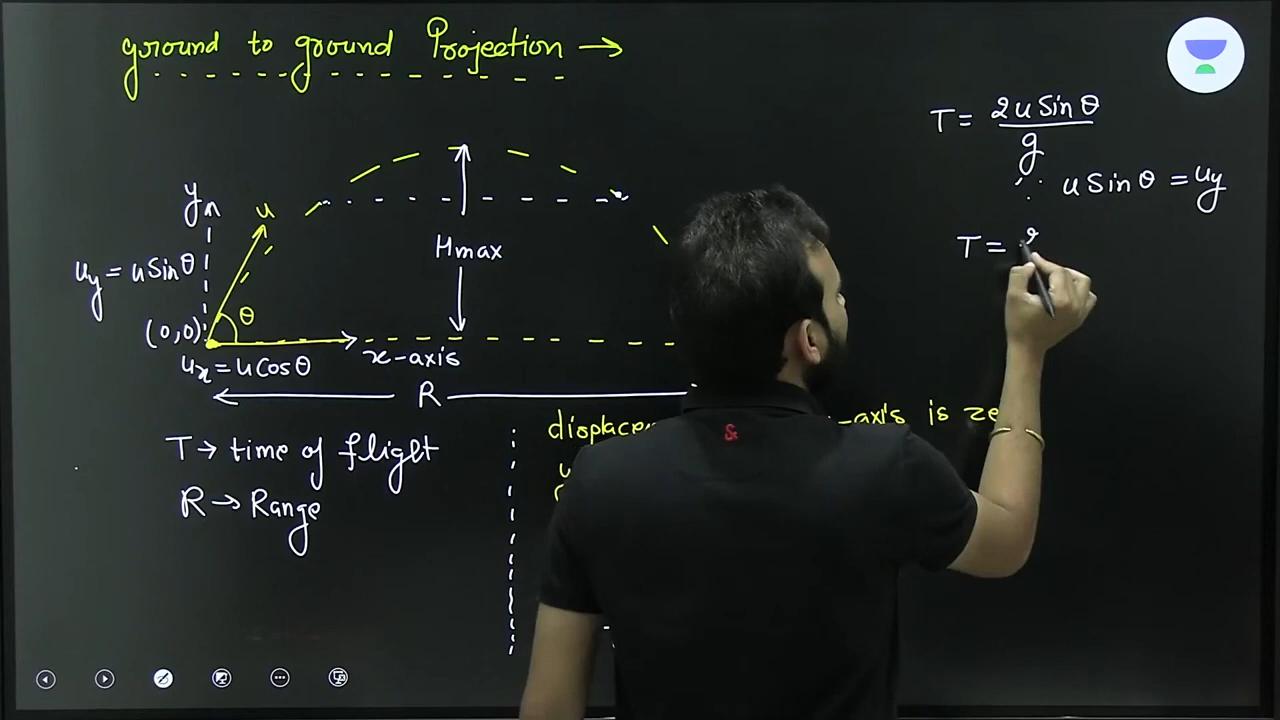 ground to ground Projection →
T = 2u Sin θ / g
∴ u Sin θ = uy
T = 2
y
u
uy = u Sin θ
Hmax
θ
(0,0)
ux = u Cos θ
x-axis
R
T → time of flight
R → Range
-axis is